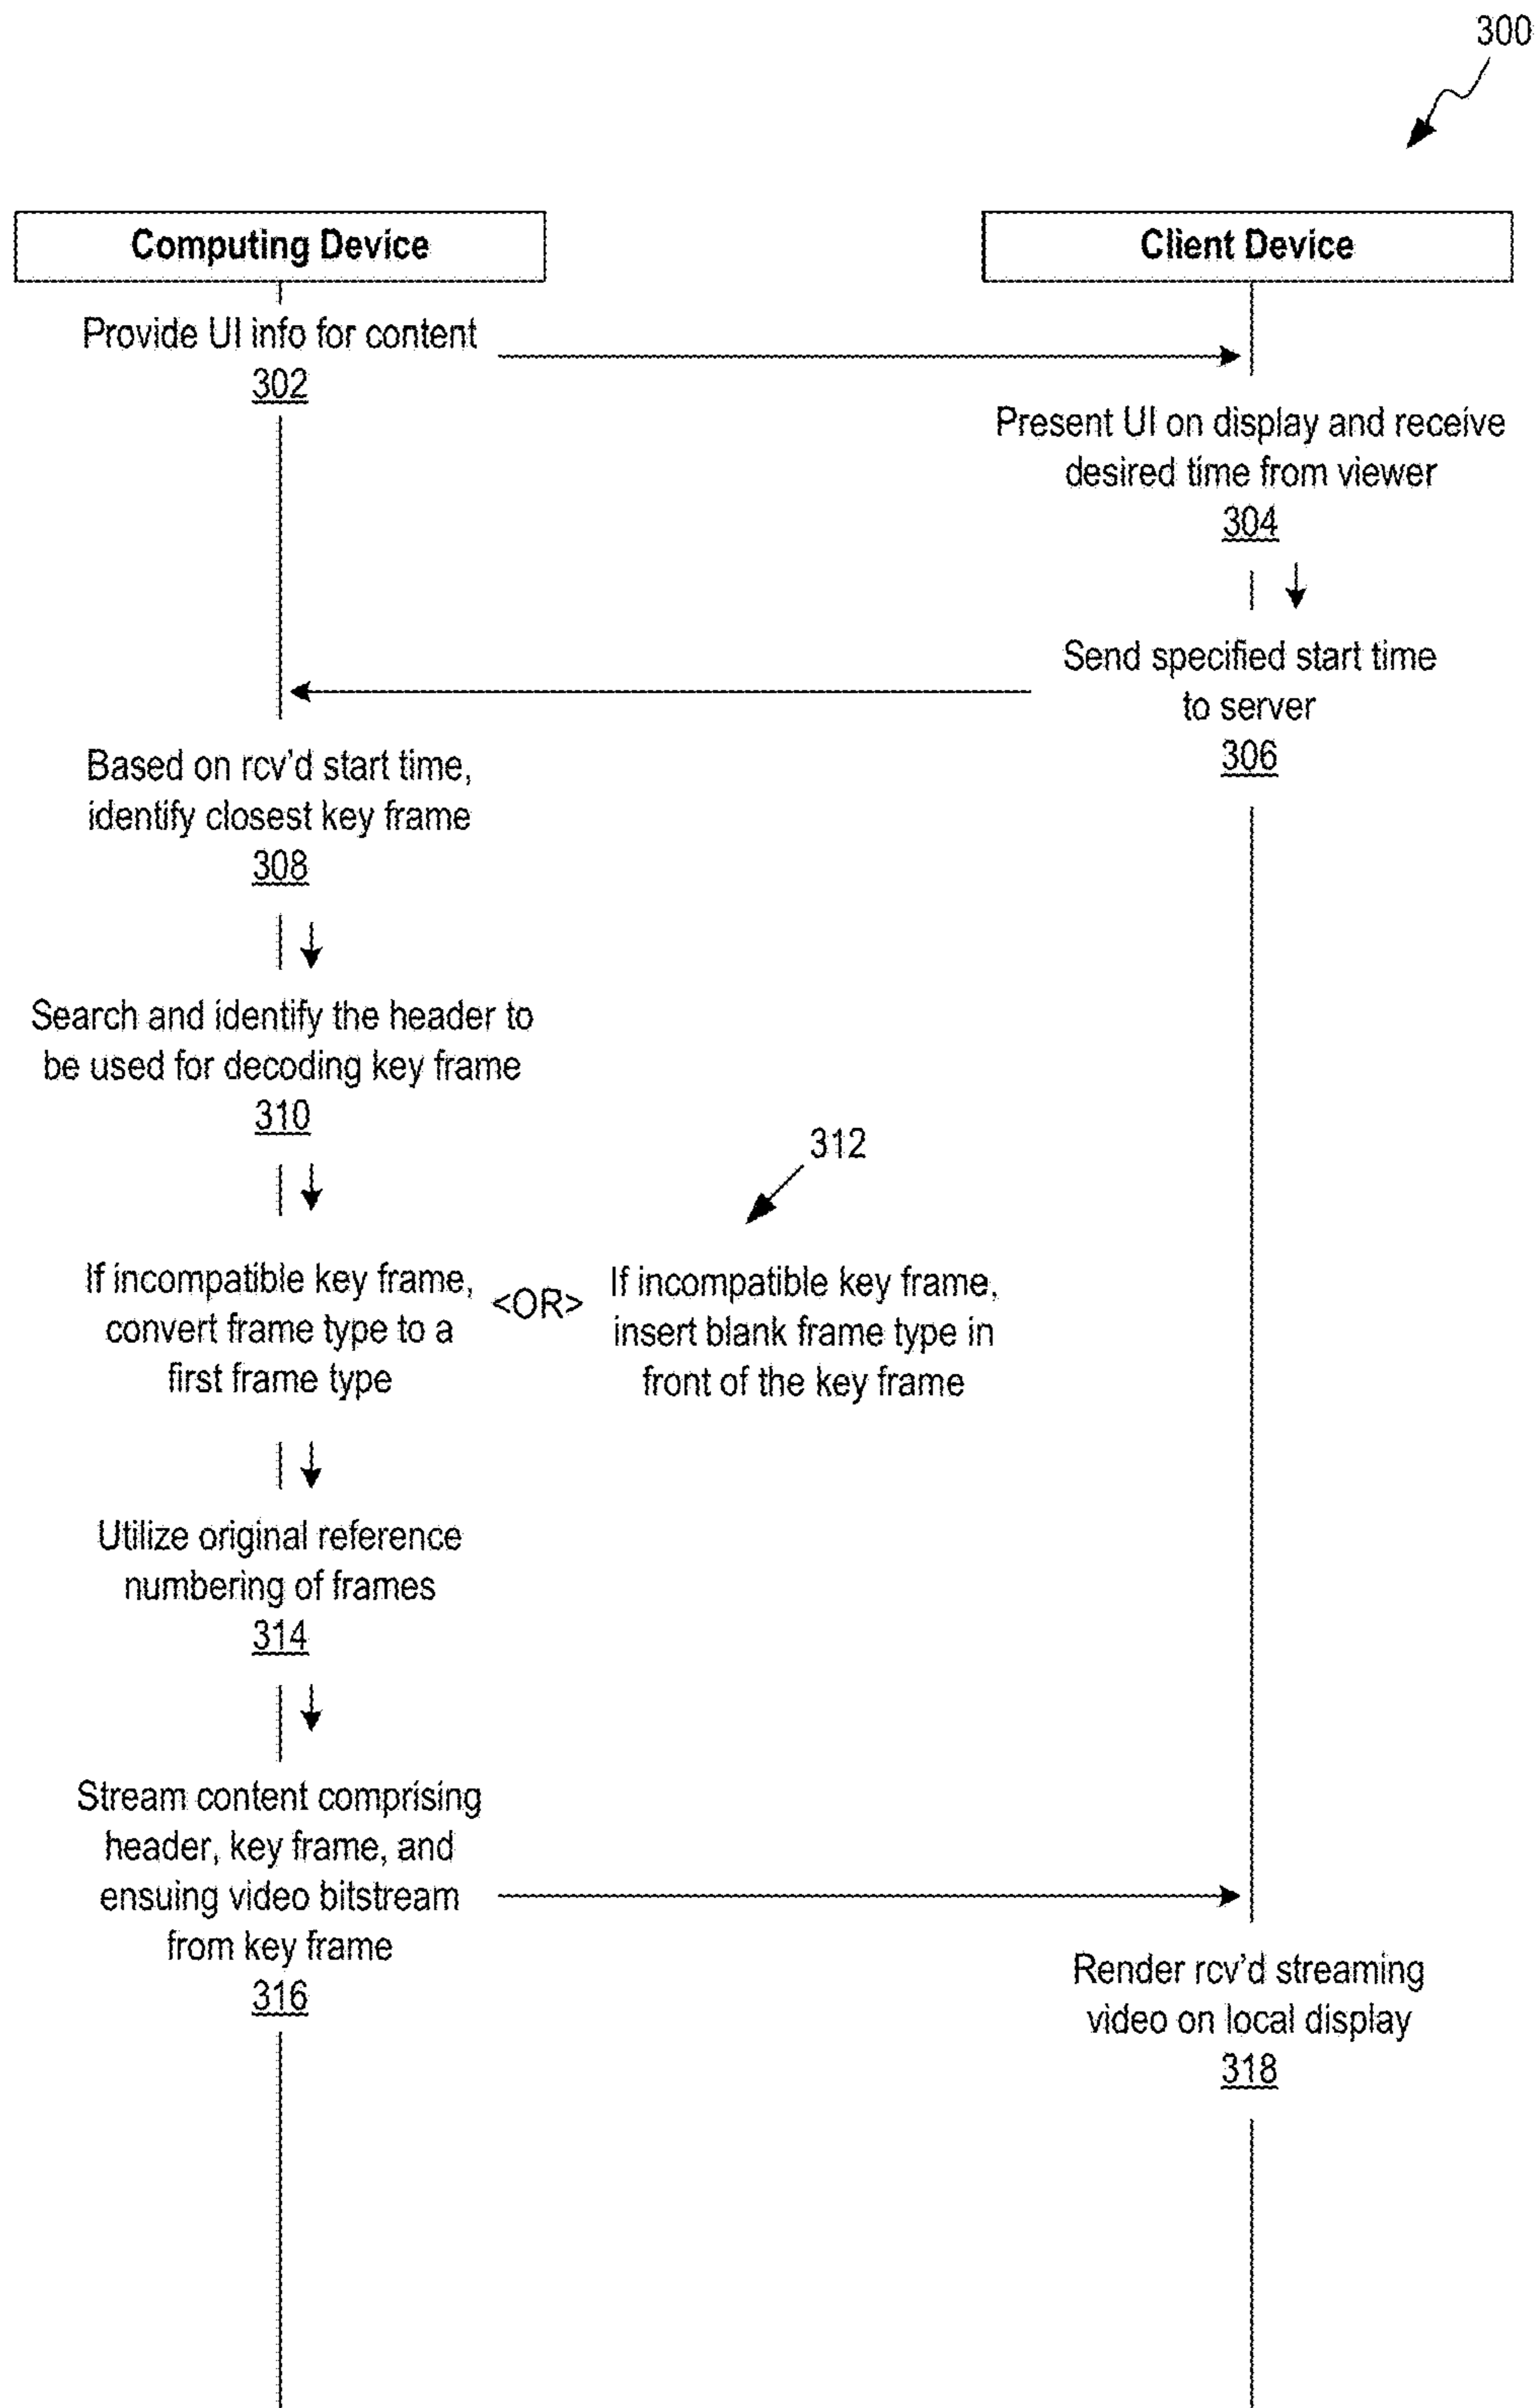 300
Computing Device
Client Device
Provide UI info for content
302
Present UI on display and receive
desired time from viewer
304
Send specified start time
to server
306
Based on rcv'd start time,
identify closest key frame
308
Search and identify the header to
be used for decoding key frame
310
312
If incompatible key frame,
convert frame type to a
first frame type
<OR>
If incompatible key frame,
insert blank frame type in
front of the key frame
Utilize original reference
numbering of frames
314
Stream content comprising
header, key frame, and
ensuing video bitstream
from key frame
316
Render rcv'd streaming
video on local display
318